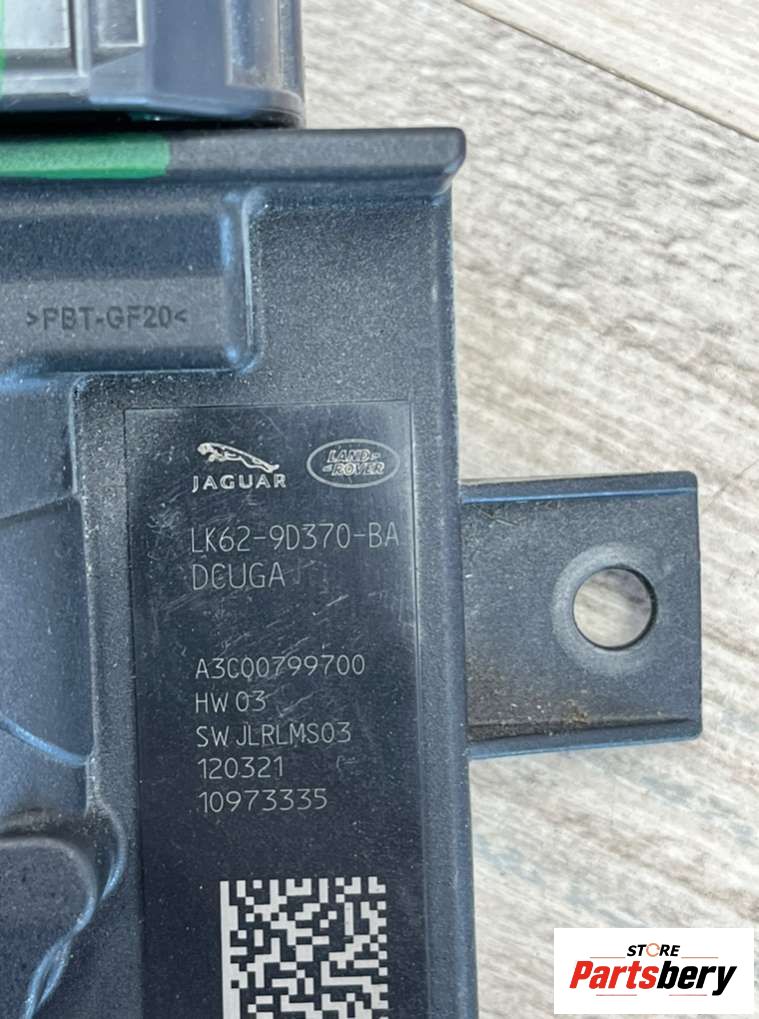 >PBT-GF20<
JAGUAR
LAND-
-ROVER
LK62-9D370-BA
DCUGA
A3C00799700
HW 03
SW JLRLMS03
120321
10973335
STORE
Partsbery